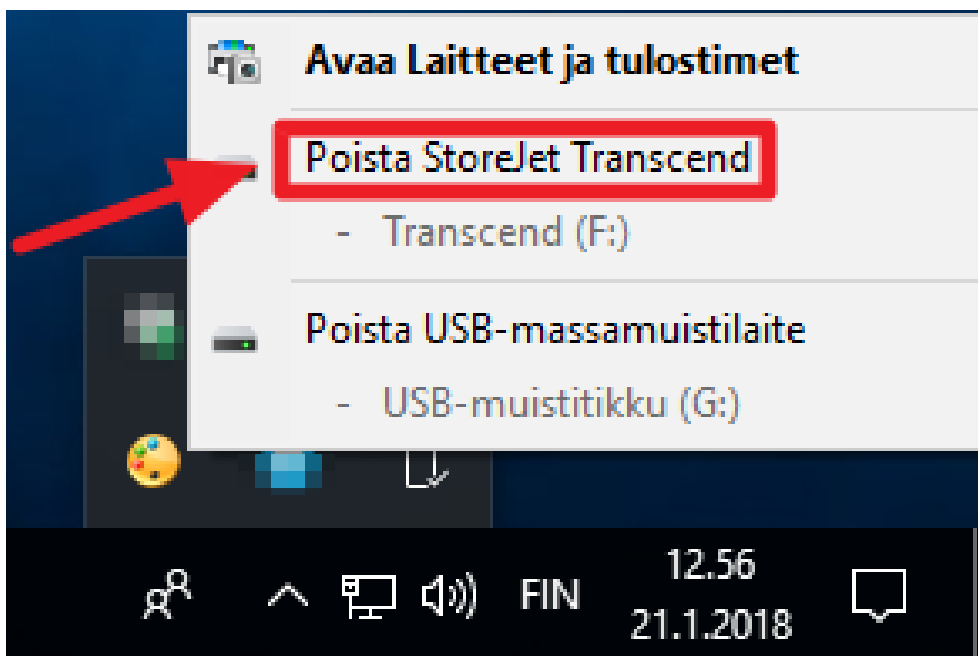 Avaa Laitteet ja tulostimet
Poista StoreJet Transcend
- Transcend (F:)
Poista USB-massamuistilaite
- USB-muistitikku (G:)
FIN
12.56
21.1.2018